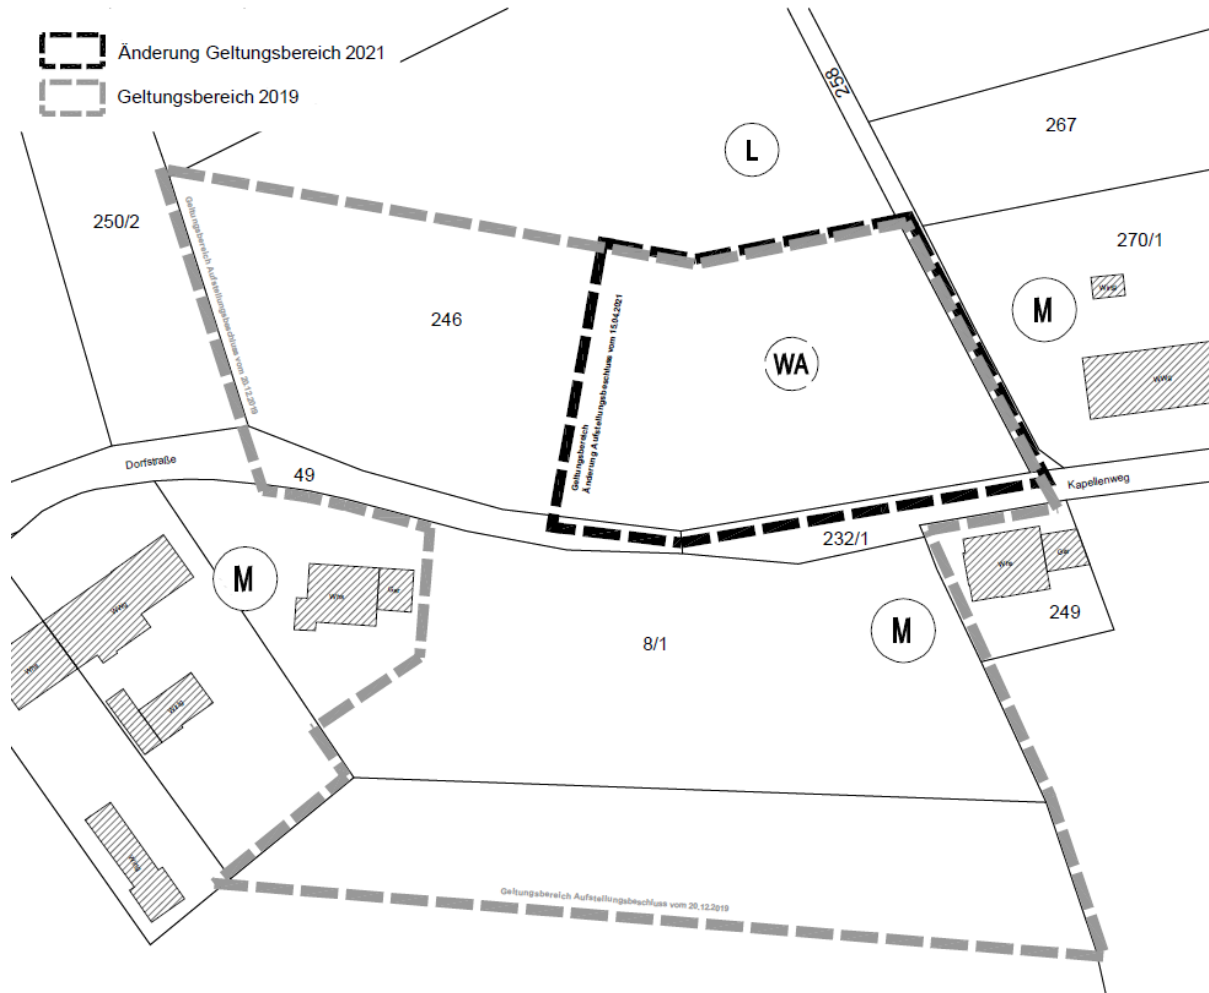 Änderung Geltungsbereich 2021
Geltungsbereich 2019
258
267
L
250/2
270/1
Geltungsbereich Aufstellungsbeschluss vom 20.12.2019
M
246
Geltungsbereich
Änderung Aufstellungsbeschluss vom 15.04.2021
WA
Dorfstraße
49
Kapellenweg
232/1
M
M
249
8/1
Geltungsbereich Aufstellungsbeschluss vom 20.12.2019